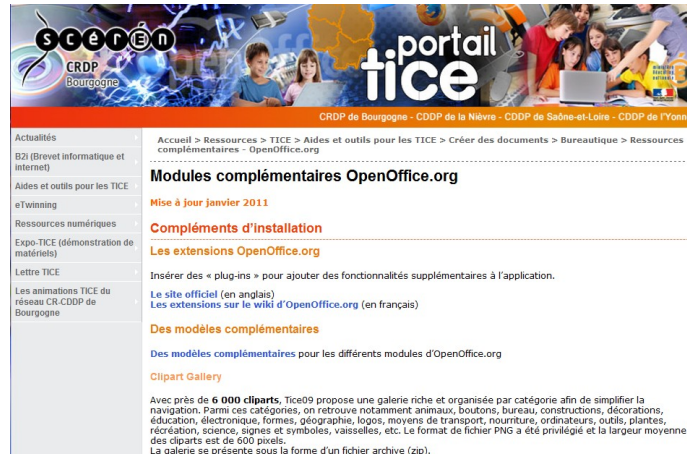 SCÉRÉN
CRDP
Bourgogne
portail
tice
CRDP de Bourgogne - CDDP de la Nièvre - CDDP de Saône-et-Loire - CDDP de l'Yonn
Actualités
B2i (Brevet informatique et
internet)
Aides et outils pour les TICE
eTwinning
Ressources numériques
Expo-TICE (démonstration de
matériels)
Lettre TICE
Les animations TICE du
réseau CR-CDDP de
Bourgogne
Accueil > Ressources > TICE > Aides et outils pour les TICE > Créer des documents > Bureautique > Ressources
complémentaires - OpenOffice.org
Modules complémentaires OpenOffice.org
Mise à jour janvier 2011
Compléments d'installation
Les extensions OpenOffice.org
Insérer des « plug-ins » pour ajouter des fonctionnalités supplémentaires à l'application.
Le site officiel (en anglais)
Les extensions sur le wiki d'OpenOffice.org (en français)
Des modèles complémentaires
Des modèles complémentaires pour les différents modules d'OpenOffice.org
Clipart Gallery
Avec près de 6 000 cliparts, Tice09 propose une galerie riche et organisée par catégorie afin de simplifier la
navigation. Parmi ces catégories, on retrouve notamment animaux, boutons, bureau, constructions, décorations,
éducation, électronique, formes, géographie, logos, moyens de transport, nourriture, ordinateurs, outils, plantes,
récréation, science, signes et symboles, vaisselles, etc. Le format de fichier PNG a été privilégié et la largeur moyenne
des cliparts est de 600 pixels.
La galerie se présente sous la forme d'un fichier archive (zip).